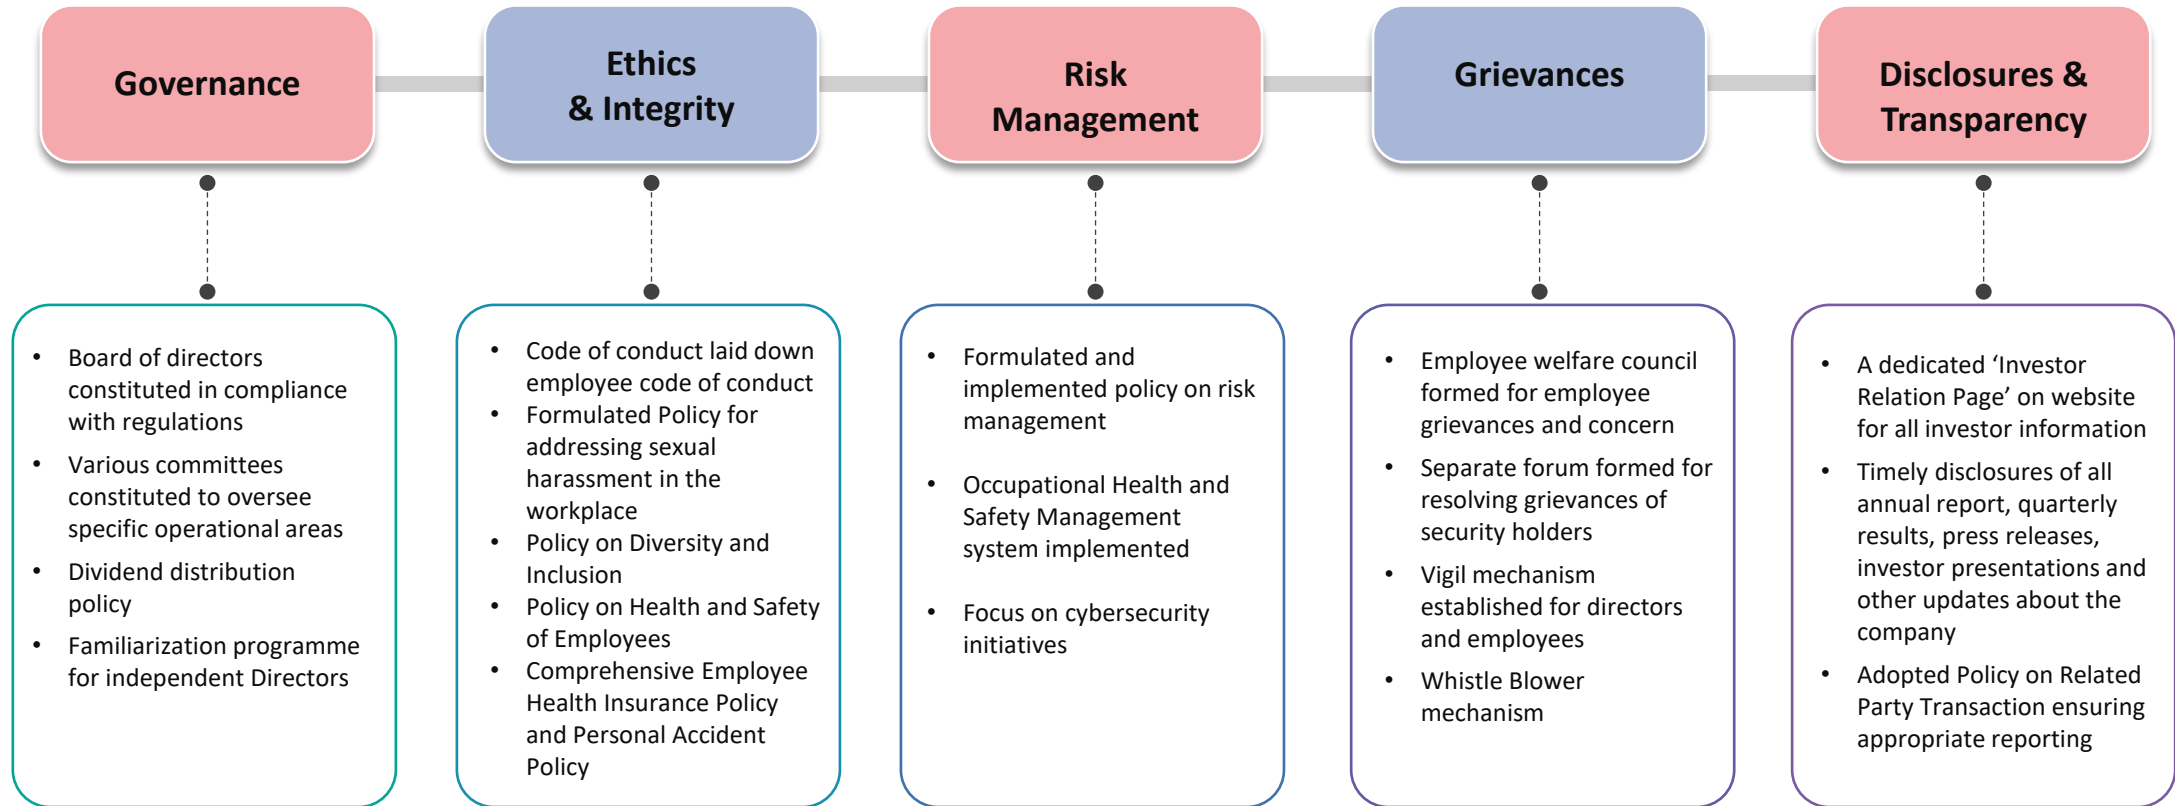 Governance
Ethics
& Integrity
Risk
Management
Grievances
Disclosures &
Transparency
• Board of directors
constituted in compliance
with regulations
• Various committees
constituted to oversee
specific operational areas
• Dividend distribution
policy
• Familiarization programme
for independent Directors
• Code of conduct laid down
employee code of conduct
• Formulated Policy for
addressing sexual
harassment in the
workplace
• Policy on Diversity and
Inclusion
• Policy on Health and Safety
of Employees
• Comprehensive Employee
Health Insurance Policy
and Personal Accident
Policy
• Formulated and
implemented policy on risk
management
• Occupational Health and
Safety Management
system implemented
• Focus on cybersecurity
initiatives
• Employee welfare council
formed for employee
grievances and concern
• Separate forum formed for
resolving grievances of
security holders
• Vigil mechanism
established for directors
and employees
• Whistle Blower
mechanism
• A dedicated ‘Investor
Relation Page’ on website
for all investor information
• Timely disclosures of all
annual report, quarterly
results, press releases,
investor presentations and
other updates about the
company
• Adopted Policy on Related
Party Transaction ensuring
appropriate reporting